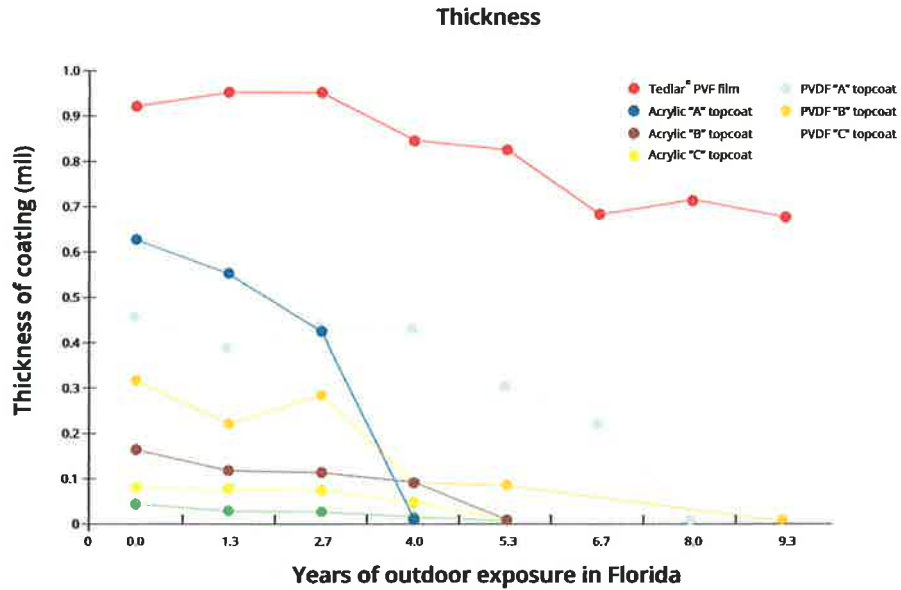 Thickness
Thickness of coating (mil)
1.0
0.9
0.8
0.7
0.6
0.5
0.4
0.3
0.2
0.1
0
Tedlar® PVF film
Acrylic "A" topcoat
Acrylic "B" topcoat
Acrylic "C" topcoat
PVDF "A" topcoat
PVDF "B" topcoat
PVDF "C" topcoat
0 0.0 1.3 2.7 4.0 5.3 6.7 8.0 9.3
Years of outdoor exposure in Florida